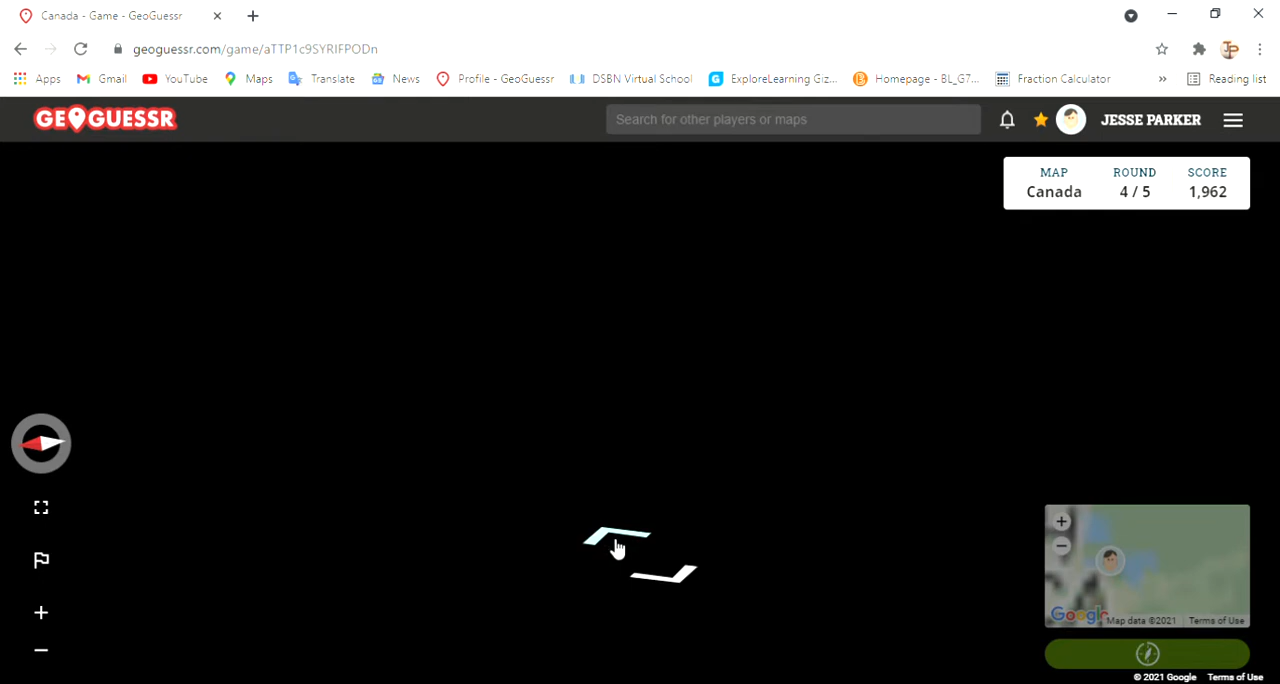 Canada - Game - GeoGuessr
geoguessr.com/game/aTTP1c9SYRIFPODn
Apps Gmail YouTube Maps Translate News Profile - GeoGuessr DSBN Virtual School ExploreLearning Giz... Homepage - BL_G7... Fraction Calculator » Reading list
GEOGUESSR Search for other players or maps JESSE PARKER
MAP ROUND SCORE
Canada 4 / 5 1,962
Google Map data ©2021 Terms of Use
© 2021 Google Terms of Use